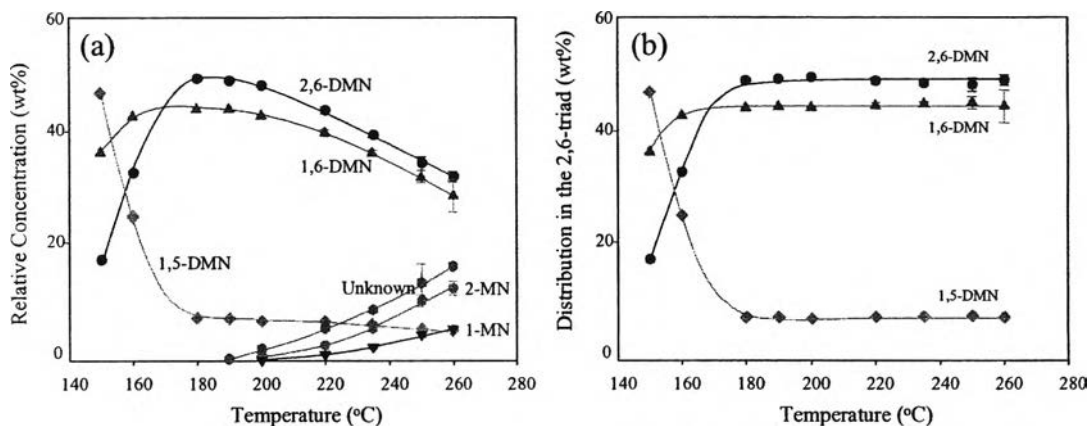 (a)
Relative Concentration (wt%)
60
40
20
0
2,6-DMN
1,6-DMN
1,5-DMN
Unknown
2-MN
1-MN
140 160 180 200 220 240 260 280
Temperature (°C)
(b)
Distribution in the 2,6-triad (wt%)
60
40
20
0
2,6-DMN
1,6-DMN
1,5-DMN
140 160 180 200 220 240 260 280
Temperature (°C)